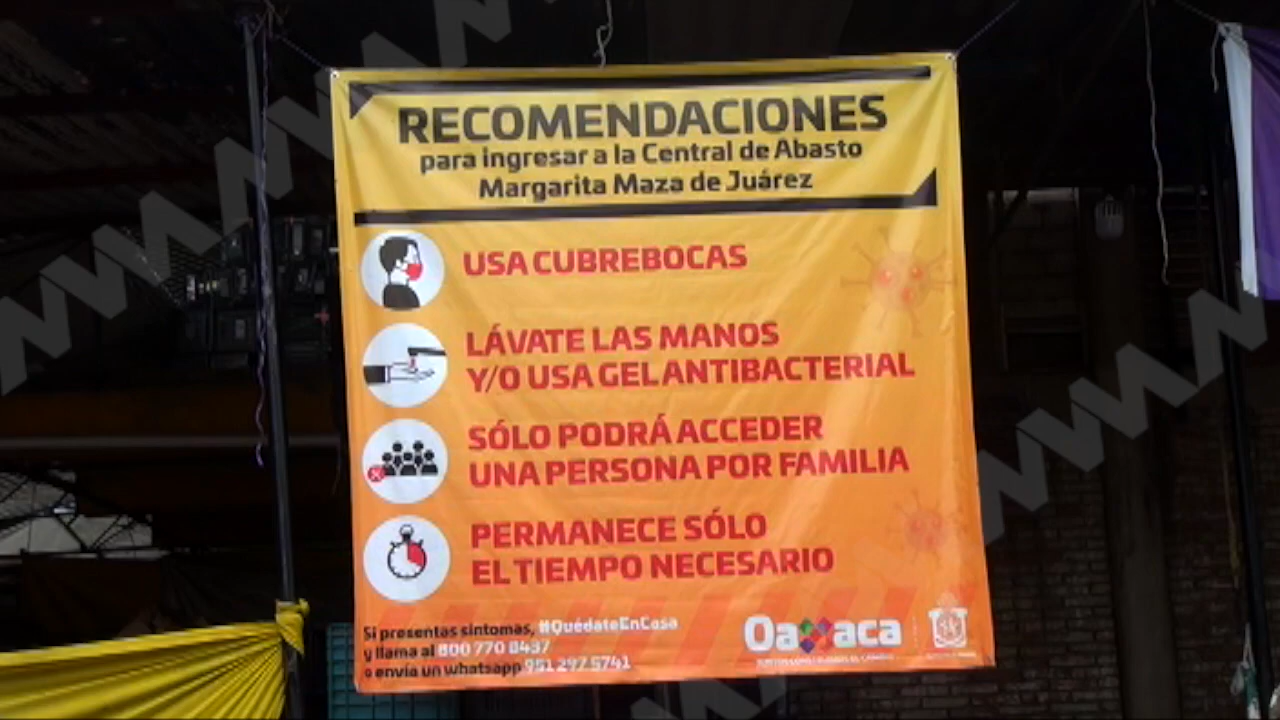 RECOMENDACIONES
para ingresar a la Central de Abasto
Margarita Maza de Juárez
USA CUBREBOCAS
LÁVATE LAS MANOS
Y/O USA GEL ANTIBACTERIAL
SÓLO PODRÁ ACCEDER
UNA PERSONA POR FAMILIA
PERMANECE SÓLO
EL TIEMPO NECESARIO
Si presentas sintomas, #QuédateEnCasa
y llama al 800 770 8437
o envía un whatsapp 951 297 5741
Oaxaca